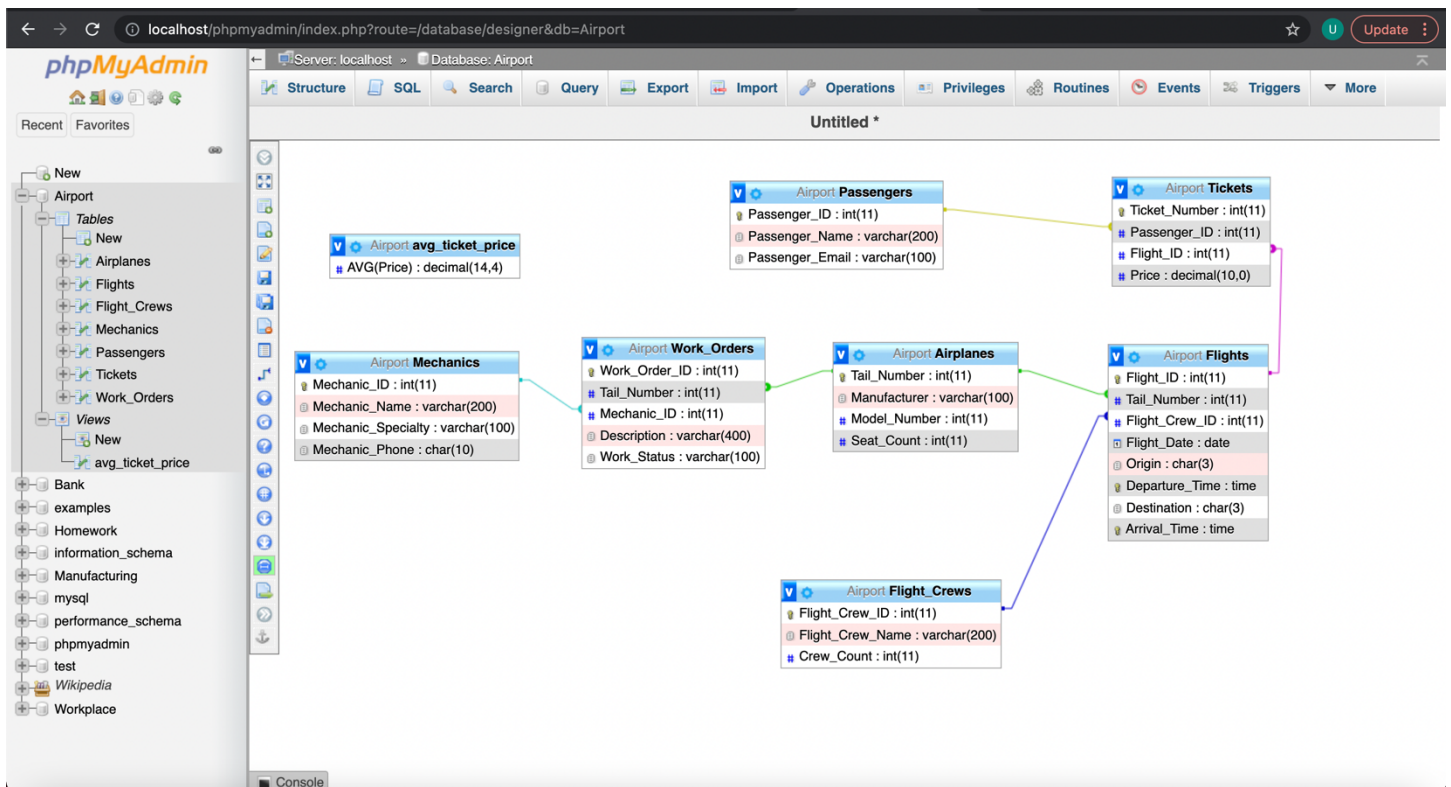 localhost/phpmyadmin/index.php?route=/database/designer&db=Airport
U
Update
phpMyAdmin
Recent Favorites
New
Airport
Tables
New
Airplanes
Flights
Flight_Crews
Mechanics
Passengers
Tickets
Work_Orders
Views
New
avg_ticket_price
Bank
examples
Homework
information_schema
Manufacturing
mysql
performance_schema
phpmyadmin
test
Wikipedia
Workplace
Server: localhost » Database: Airport
Structure SQL Search Query Export Import Operations Privileges Routines Events Triggers More
Untitled *
V Airport avg_ticket_price
# AVG(Price) : decimal(14,4)
V Airport Passengers
Passenger_ID : int(11)
Passenger_Name : varchar(200)
Passenger_Email : varchar(100)
V Airport Tickets
Ticket_Number : int(11)
# Passenger_ID : int(11)
# Flight_ID : int(11)
# Price : decimal(10,0)
V Airport Mechanics
Mechanic_ID : int(11)
Mechanic_Name : varchar(200)
Mechanic_Specialty : varchar(100)
Mechanic_Phone : char(10)
V Airport Work_Orders
Work_Order_ID : int(11)
# Tail_Number : int(11)
# Mechanic_ID : int(11)
Description : varchar(400)
Work_Status : varchar(100)
V Airport Airplanes
Tail_Number : int(11)
Manufacturer : varchar(100)
# Model_Number : int(11)
# Seat_Count : int(11)
V Airport Flights
Flight_ID : int(11)
# Tail_Number : int(11)
# Flight_Crew_ID : int(11)
Flight_Date : date
Origin : char(3)
Departure_Time : time
Destination : char(3)
Arrival_Time : time
V Airport Flight_Crews
Flight_Crew_ID : int(11)
Flight_Crew_Name : varchar(200)
# Crew_Count : int(11)
Console